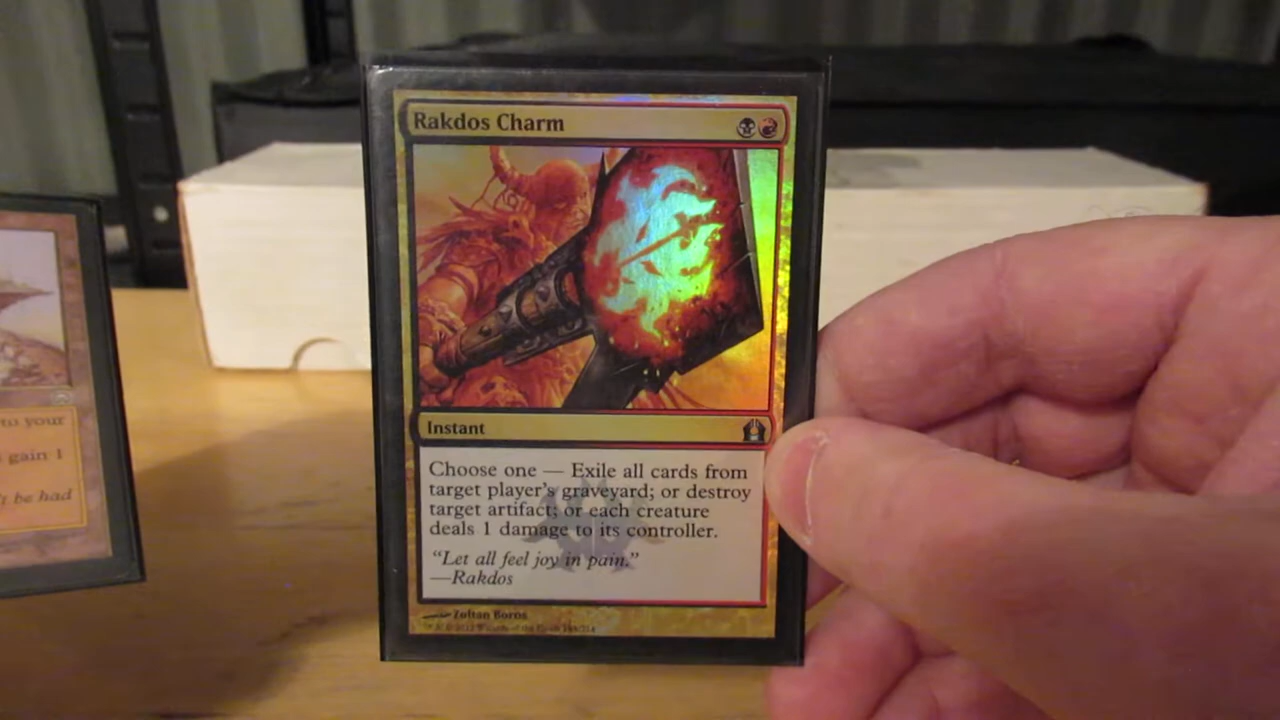 Rakdos Charm
Instant
Choose one — Exile all cards from
target player's graveyard; or destroy
target artifact; or each creature
deals 1 damage to its controller.
"Let all feel joy in pain."
—Rakdos
Zoltan Boros
to your
gain 1
be had